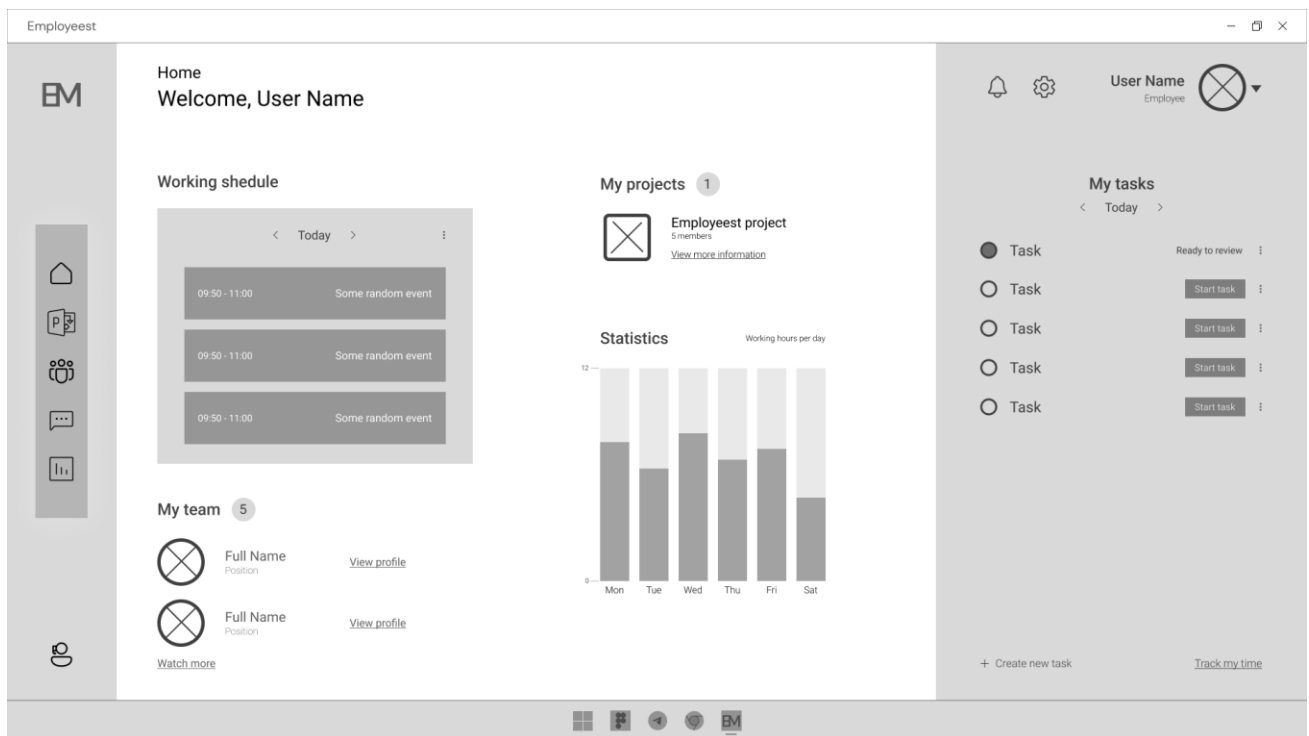 Employeest
EM
Home
Welcome, User Name
User Name
Employee
Working shedule
Today
09:50 - 11:00 Some random event
09:50 - 11:00 Some random event
09:50 - 11:00 Some random event
My team 5
Full Name
Position
View profile
Full Name
Position
View profile
Watch more
My projects 1
Employeest project
5 members
View more information
Statistics
Working hours per day
12
0
Mon Tue Wed Thu Fri Sat
My tasks
Today
Task Ready to review
Task Start task
Task Start task
Task Start task
Task Start task
+ Create new task
Track my time
EM